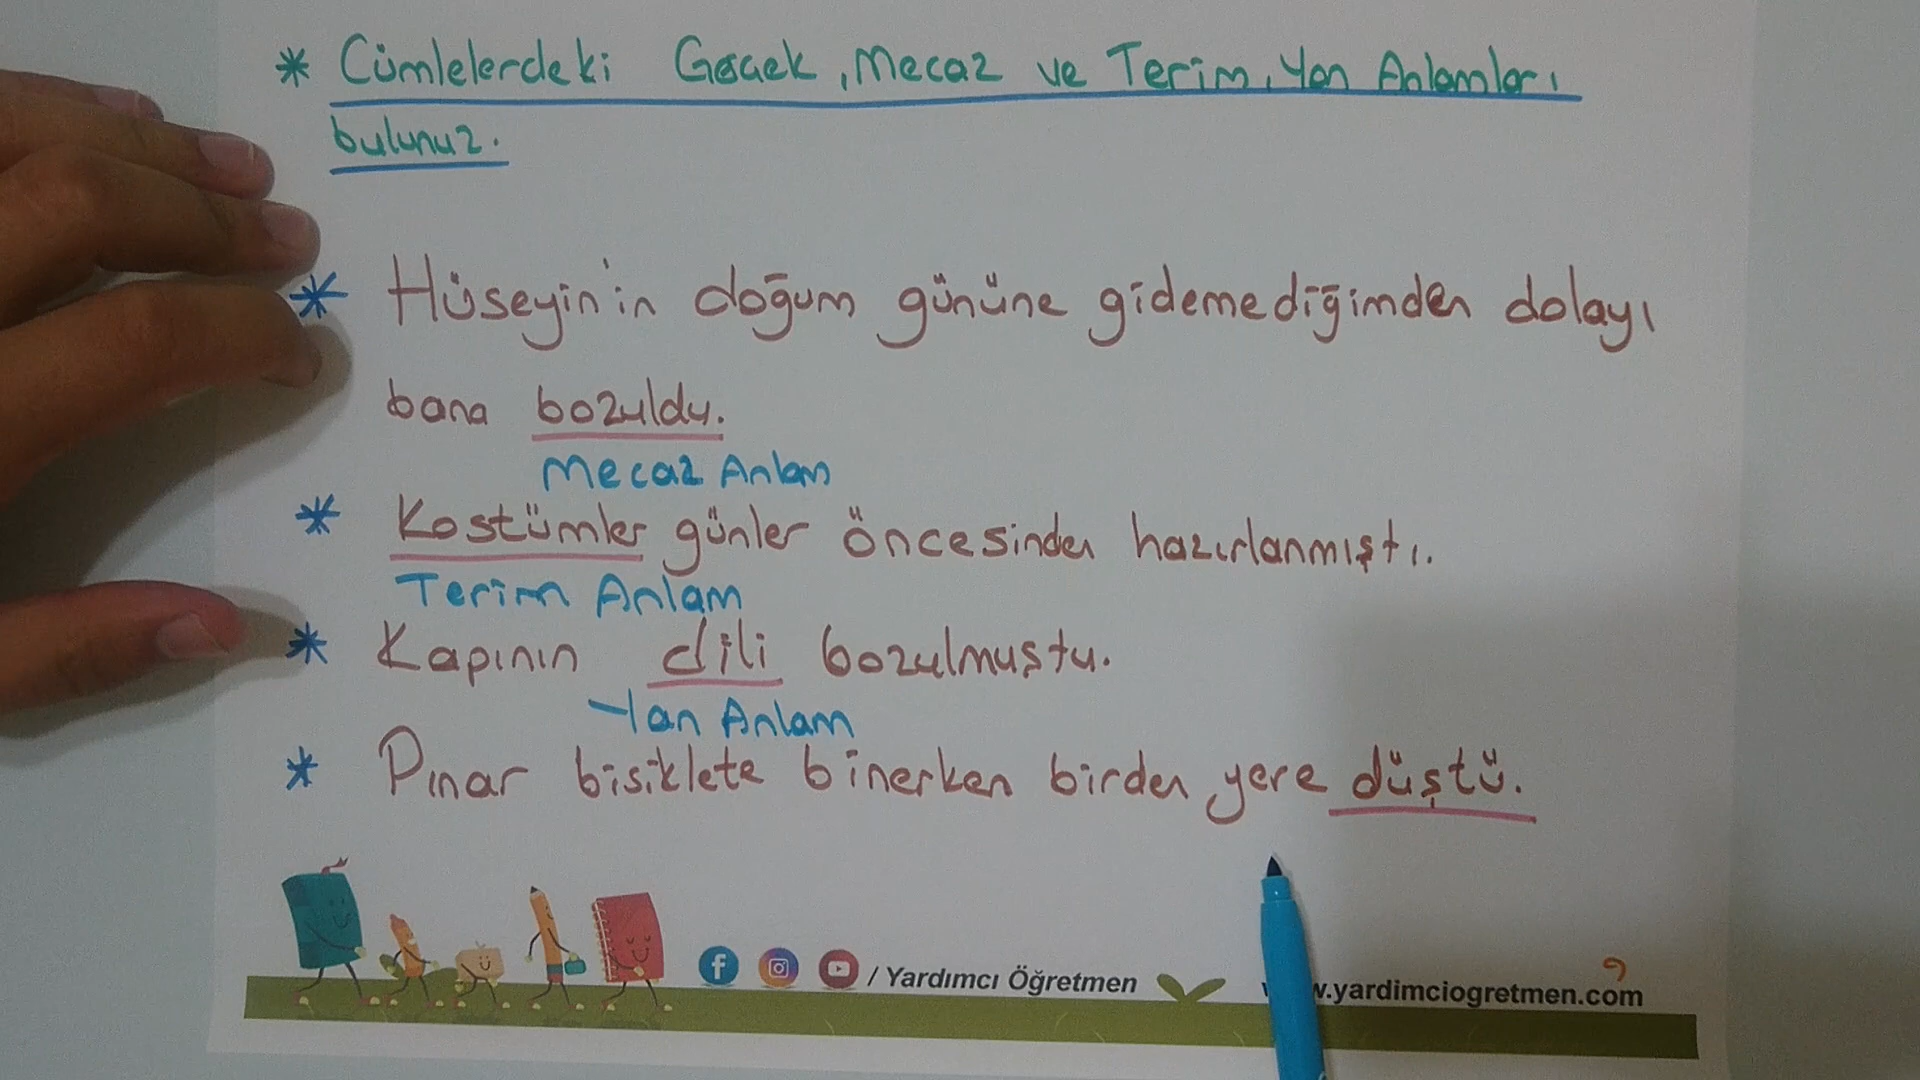 * Cümlelerdeki Gerçek, Mecaz ve Terim, Yan Anlamları
bulunuz.
* Hüseyin'in doğum gününe gidemediğimden dolayı
bana bozuldu.
Mecaz Anlam
* Kostümler günler öncesinden hazırlanmıştı.
Terim Anlam
* Kapının dili bozulmuştu.
Yan Anlam
* Pınar bisiklete binerken birden yere düştü.
/ Yardımcı Öğretmen
.yardimciogretmen.com
9